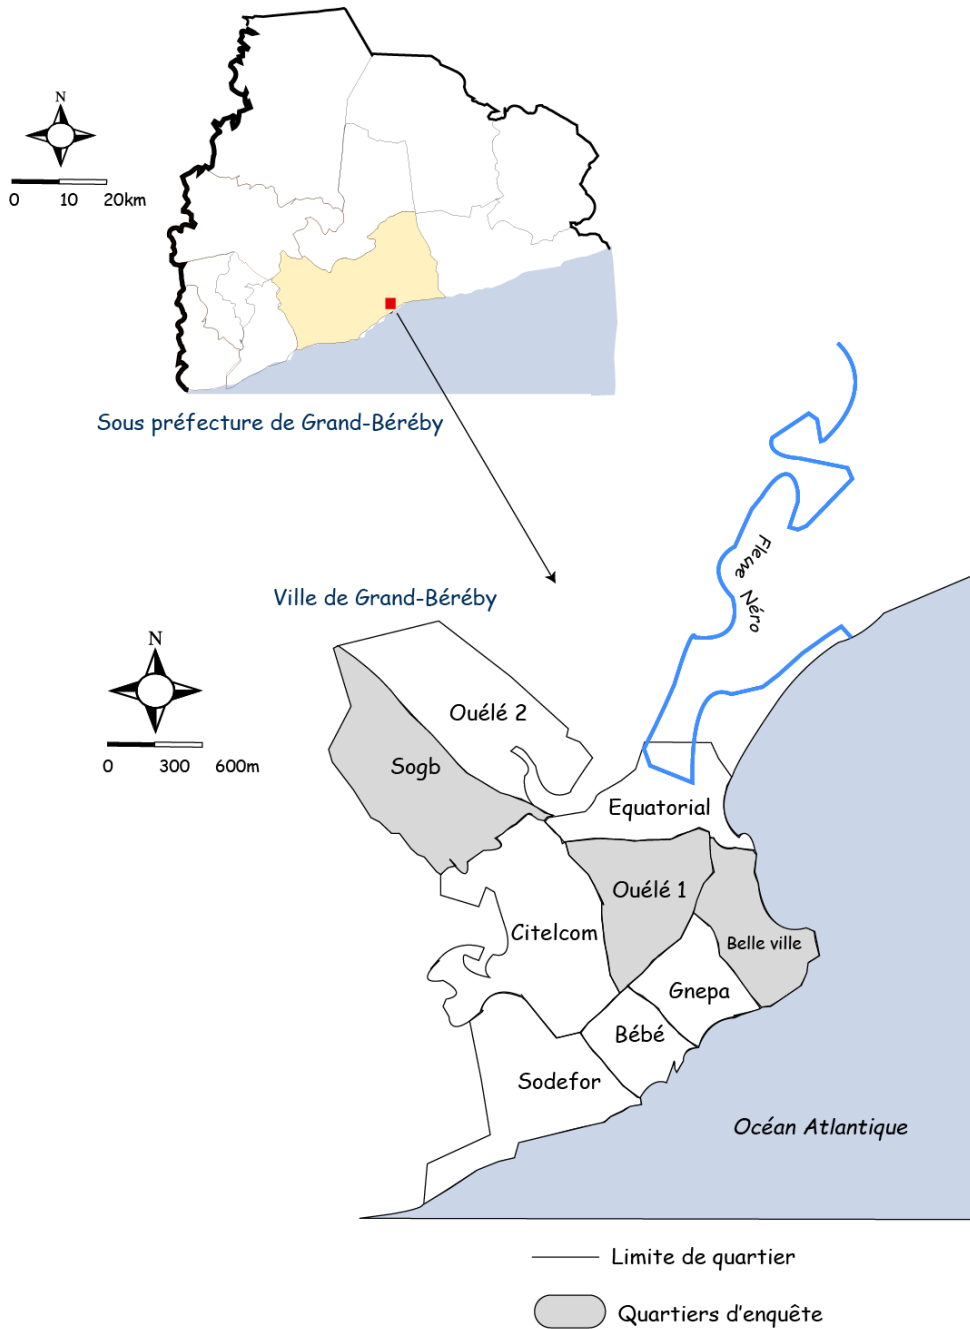 N
0 10 20km
Sous préfecture de Grand-Béréby
Fleuve Néro
Ville de Grand-Béréby
N
0 300 600m
Ouélé 2
Sogb
Equatorial
Ouélé 1
Citelcom
Belle ville
Gnepa
Bébé
Sodefor
Océan Atlantique
Limite de quartier
Quartiers d'enquête